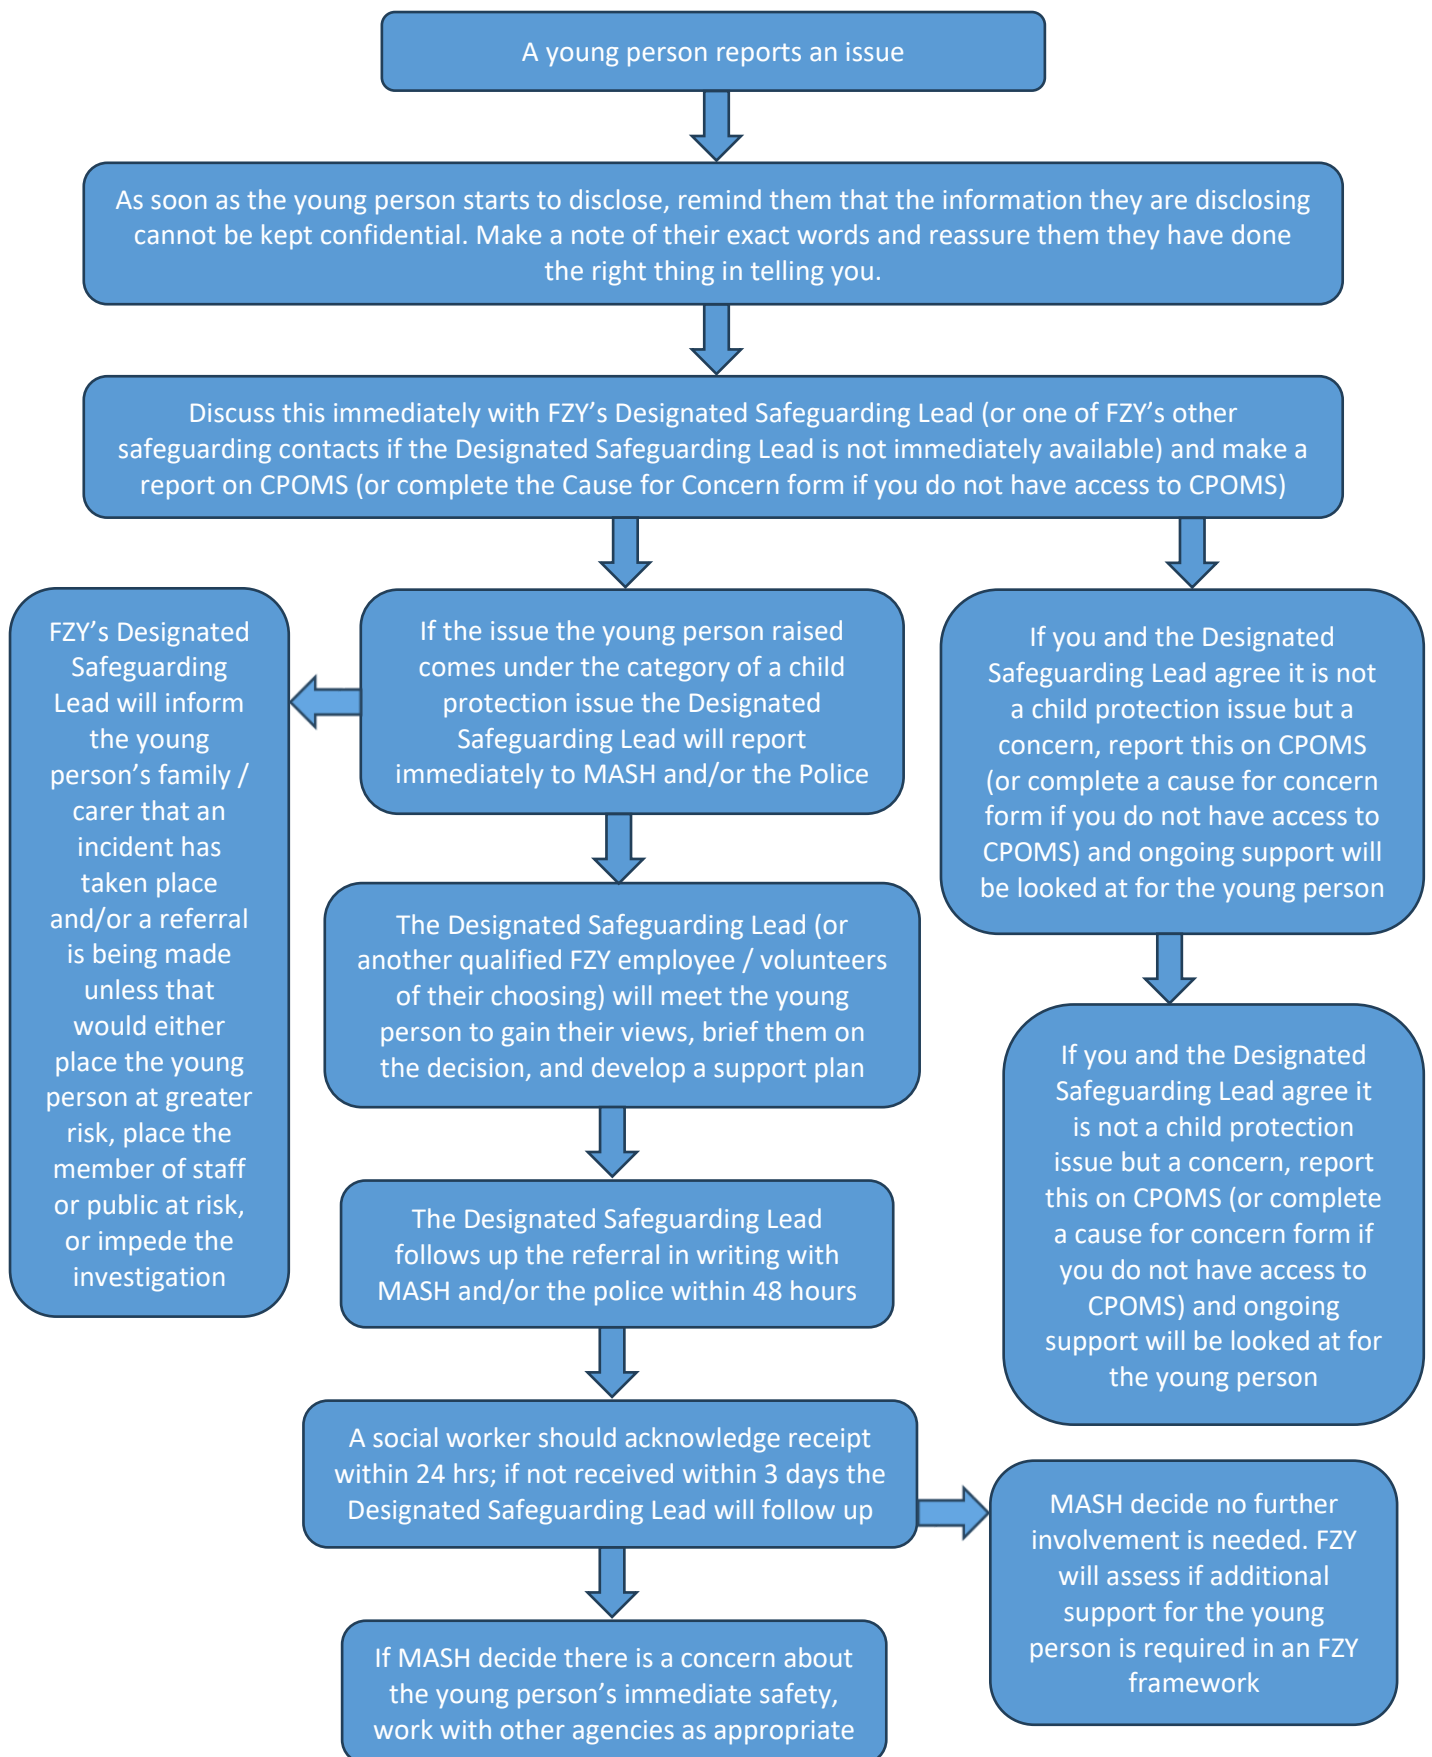 A young person reports an issue
As soon as the young person starts to disclose, remind them that the information they are disclosing
cannot be kept confidential. Make a note of their exact words and reassure them they have done
the right thing in telling you.
Discuss this immediately with FZY's Designated Safeguarding Lead (or one of FZY's other
safeguarding contacts if the Designated Safeguarding Lead is not immediately available) and make a
report on CPOMS (or complete the Cause for Concern form if you do not have access to CPOMS)
FZY's Designated
Safeguarding
Lead will inform
the young
person's family /
carer that an
incident has
taken place
and/or a referral
is being made
unless that
would either
place the young
person at greater
risk, place the
member of staff
or public at risk,
or impede the
investigation
If the issue the young person raised
comes under the category of a child
protection issue the Designated
Safeguarding Lead will report
immediately to MASH and/or the Police
If you and the Designated
Safeguarding Lead agree it is not
a child protection issue but a
concern, report this on CPOMS
(or complete a cause for concern
form if you do not have access to
CPOMS) and ongoing support will
be looked at for the young person
The Designated Safeguarding Lead (or
another qualified FZY employee / volunteers
of their choosing) will meet the young
person to gain their views, brief them on
the decision, and develop a support plan
If you and the Designated
Safeguarding Lead agree it
is not a child protection
issue but a concern, report
this on CPOMS (or complete
a cause for concern form if
you do not have access to
CPOMS) and ongoing
support will be looked at for
the young person
The Designated Safeguarding Lead
follows up the referral in writing with
MASH and/or the police within 48 hours
A social worker should acknowledge receipt
within 24 hrs; if not received within 3 days the
Designated Safeguarding Lead will follow up
MASH decide no further
involvement is needed. FZY
will assess if additional
support for the young
person is required in an FZY
framework
If MASH decide there is a concern about
the young person's immediate safety,
work with other agencies as appropriate